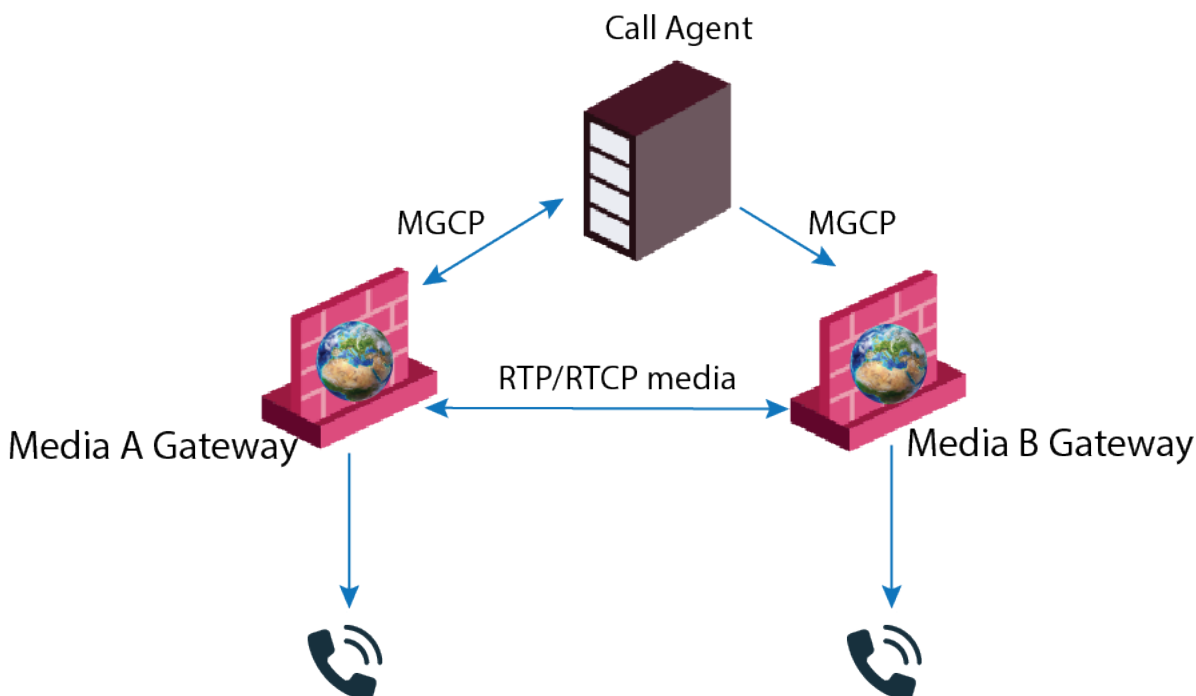 Call Agent
MGCP
MGCP
RTP/RTCP media
Media A Gateway
Media B Gateway